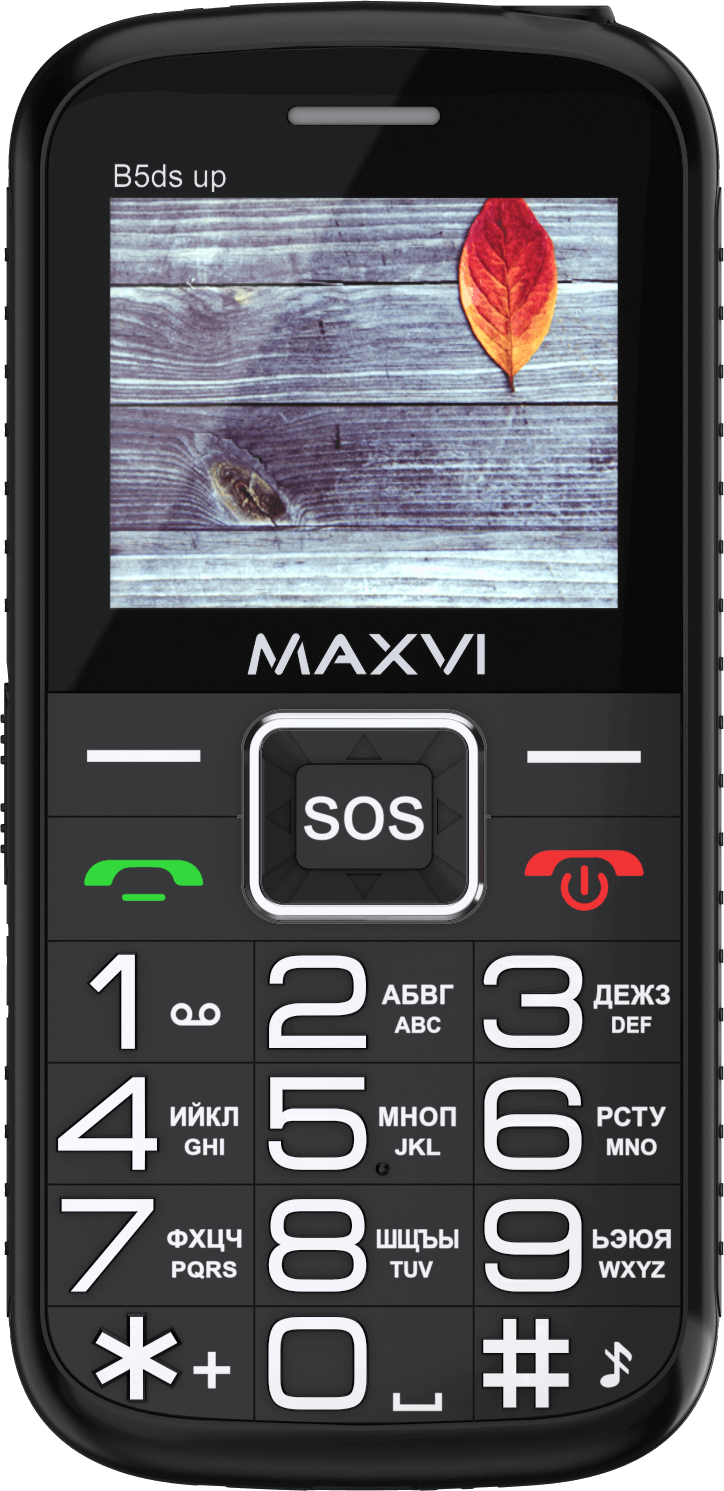 B5ds up
MAXVI
SOS
1
2 АБВГ ABC
3 ДЕЖЗ DEF
4 ИЙКЛ GHI
5 МНОП JKL
6 РСТУ MNO
7 ФХЦЧ PQRS
8 ШЩЪЫ TUV
9 ЬЭЮЯ WXYZ
* +
0
#